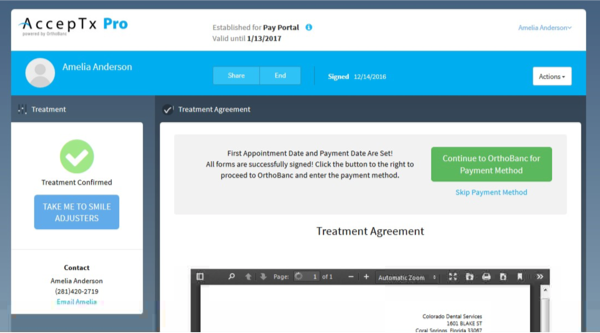 AccepTx Pro
powered by OrthoBanc
Established for Pay Portal
Valid until 1/13/2017
Amelia Anderson
Amelia Anderson
Share
End
Signed 12/14/2016
Actions
Treatment
Treatment Agreement
Treatment Confirmed
TAKE ME TO SMILE
ADJUSTERS
Contact
Amelia Anderson
(281)420-2719
Email Amelia
First Appointment Date and Payment Date Are Set!
All forms are successfully signed! Click the button to the right to
proceed to OrthoBanc and enter the payment method.
Continue to OrthoBanc for
Payment Method
Skip Payment Method
Treatment Agreement
Page: 1 of 1
Automatic Zoom
Colorado Dental Services
1601 BLAKE ST
Coral Springs, Florida 33087